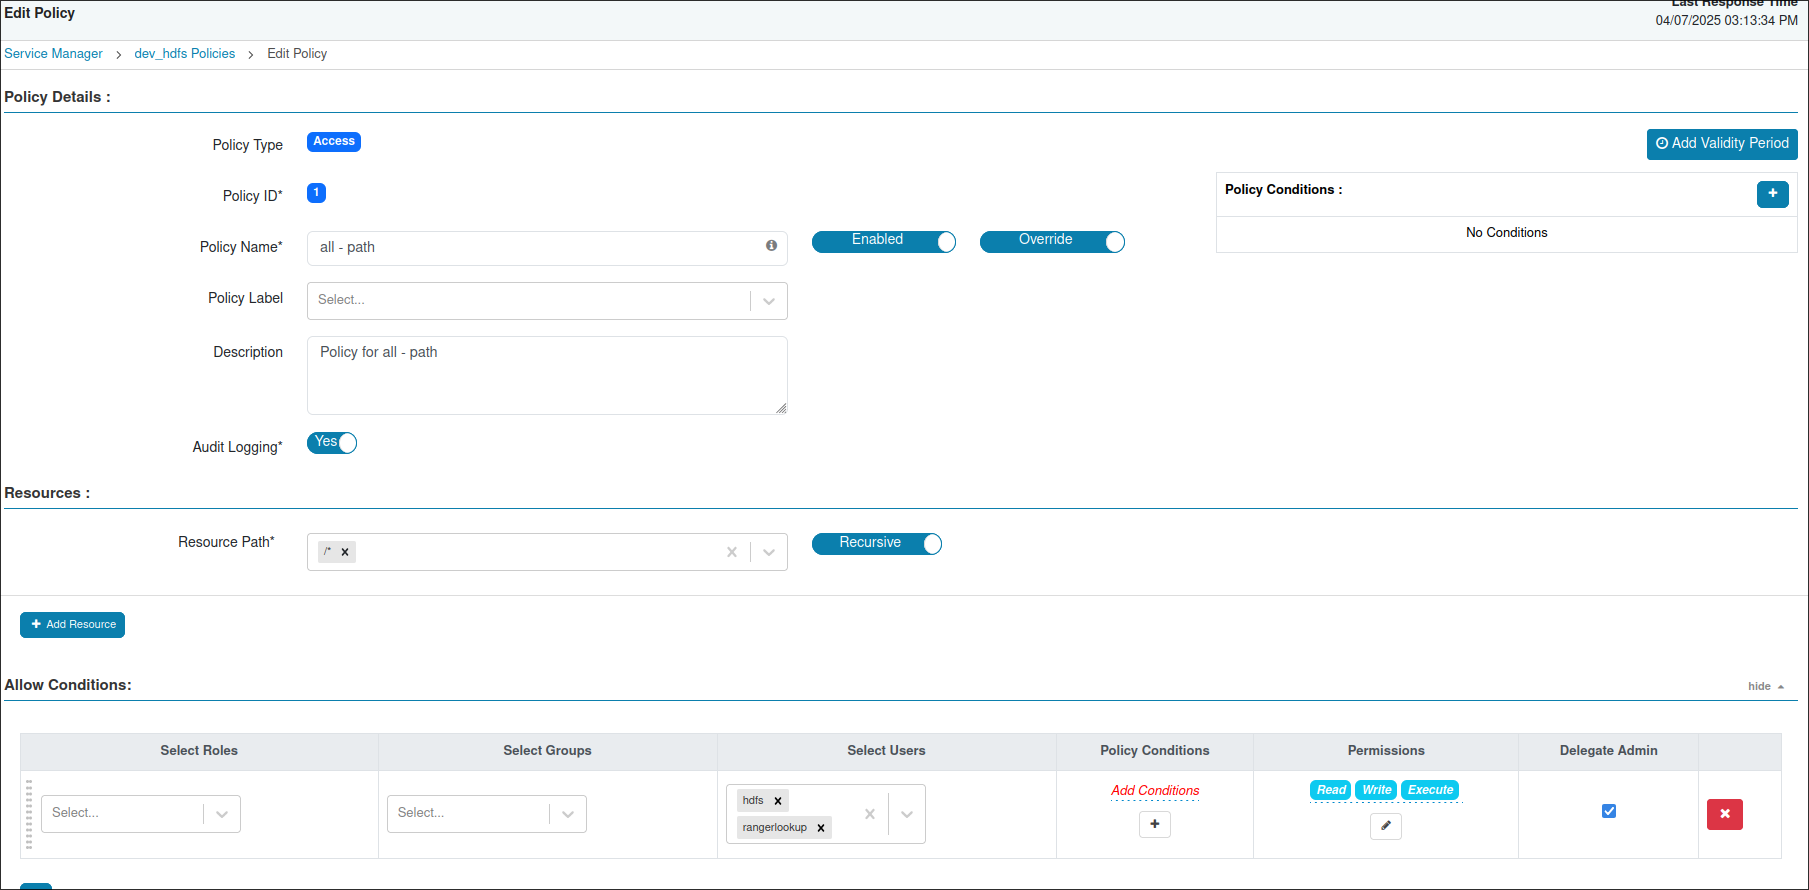 Edit Policy
Last Response Time
04/07/2025 03:13:34 PM
Service Manager > dev_hdfs Policies > Edit Policy
Policy Details :
Policy Type Access
Add Validity Period
Policy ID* 1
Policy Conditions :
+
No Conditions
Policy Name* all - path
Enabled
Override
Policy Label Select...
Description Policy for all - path
Audit Logging* Yes
Resources :
Resource Path* /* x
Recursive
+ Add Resource
Allow Conditions:
hide
Select Roles Select Groups Select Users Policy Conditions Permissions Delegate Admin
Select...
Select...
hdfs x
rangerlookup x
Add Conditions
+
Read Write Execute